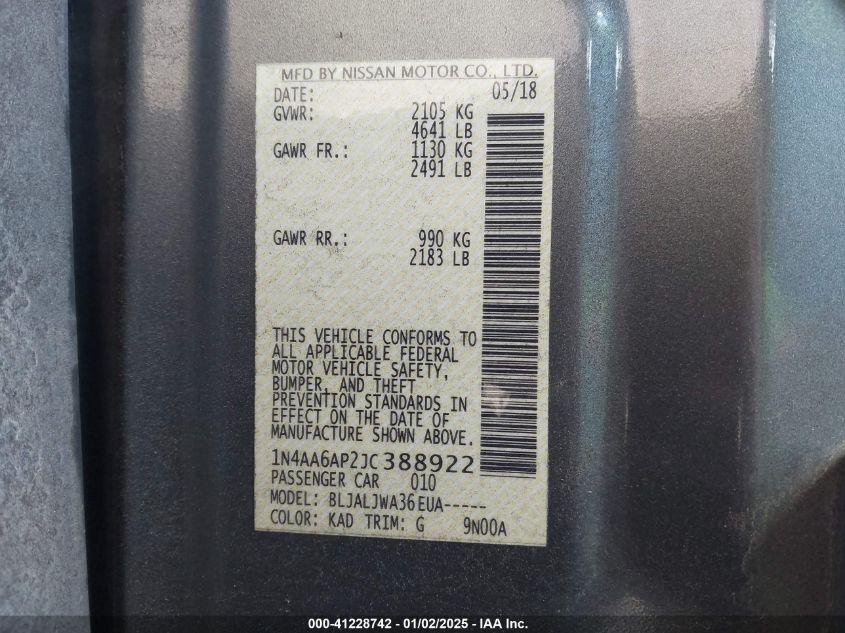 MFD BY NISSAN MOTOR CO., LTD.
DATE: 05/18
GVWR: 2105 KG
4641 LB
GAWR FR.: 1130 KG
2491 LB
GAWR RR.: 990 KG
2183 LB
THIS VEHICLE CONFORMS TO
ALL APPLICABLE FEDERAL
MOTOR VEHICLE SAFETY,
BUMPER, AND THEFT
PREVENTION STANDARDS IN
EFFECT ON THE DATE OF
MANUFACTURE SHOWN ABOVE.
1N4AA6AP2JC388922
PASSENGER CAR 010
MODEL: BLJALJWA36EUA-----
COLOR: KAD TRIM: G 9N00A
000-41228742 - 01/02/2025 - IAA Inc.